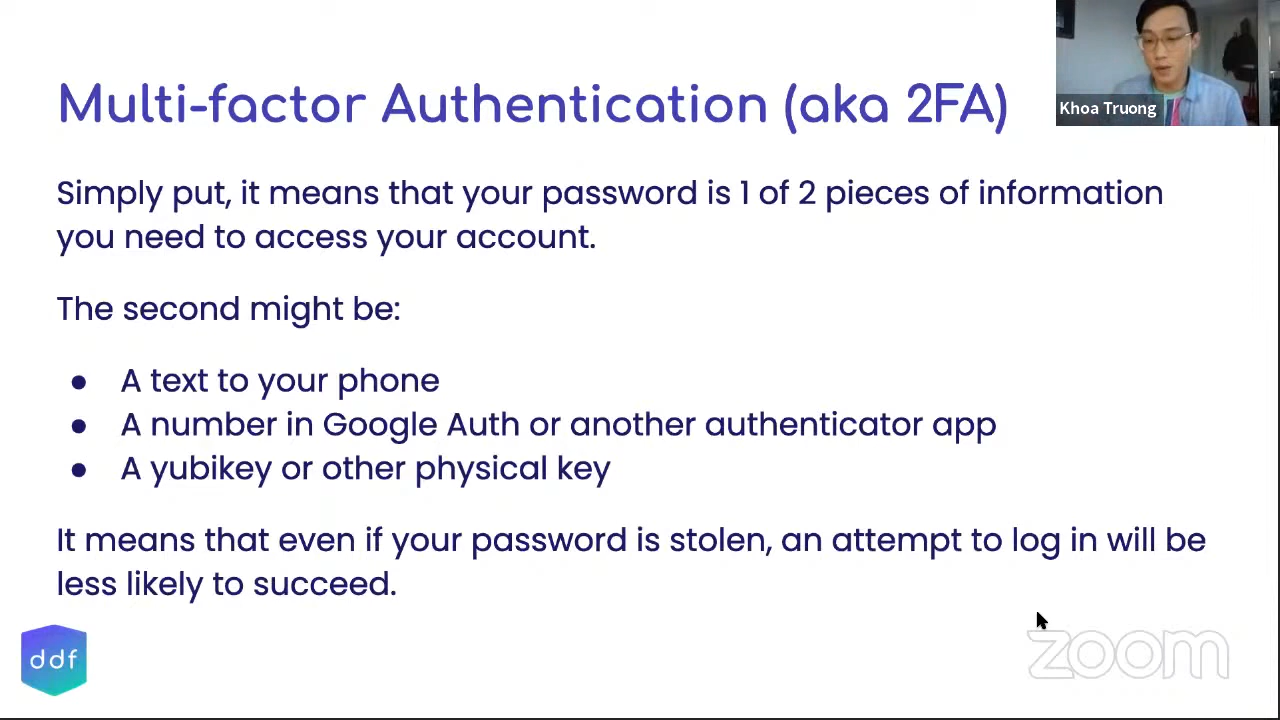 Multi-factor Authentication (aka 2FA)
Khoa Truong
Simply put, it means that your password is 1 of 2 pieces of information
you need to access your account.
The second might be:
● A text to your phone
● A number in Google Auth or another authenticator app
● A yubikey or other physical key
It means that even if your password is stolen, an attempt to log in will be
less likely to succeed.
ddf
zoom